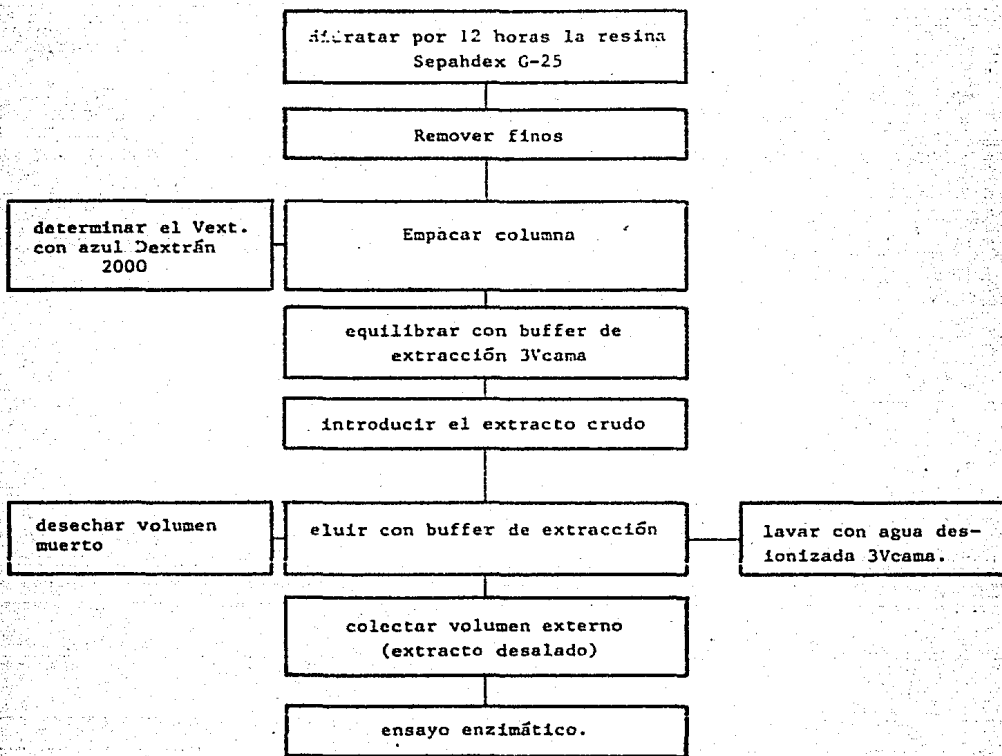 hidratar por 12 horas la resina
Sepahdex G-25
Remover finos
determinar el Vext.
con azul Dextrán
2000
Empacar columna
equilibrar con buffer de
extracción 3Vcama
introducir el extracto crudo
desechar volumen
muerto
eluir con buffer de extracción
lavar con agua des-
ionizada 3Vcama.
colectar volumen externo
(extracto desalado)
ensayo enzimático.